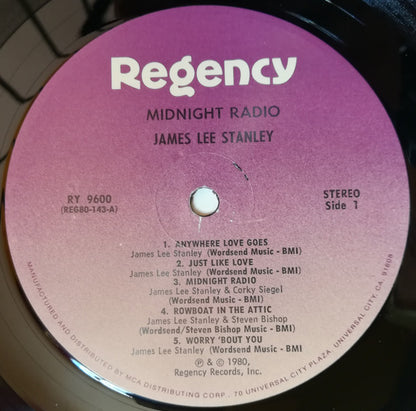 Regency
MIDNIGHT RADIO
JAMES LEE STANLEY
RY 9600
(REG80-143-A)
STEREO
Side 1
1. ANYWHERE LOVE GOES
James Lee Stanley (Wordsend Music - BMI)
2. JUST LIKE LOVE
James Lee Stanley (Wordsend Music - BMI)
3. MIDNIGHT RADIO
James Lee Stanley & Corky Siegel
(Wordsend Music - BMI)
4. ROWBOAT IN THE ATTIC
James Lee Stanley & Steven Bishop
(Wordsend/Steven Bishop Music - BMI)
5. WORRY 'BOUT YOU
James Lee Stanley (Wordsend Music - BMI)
℗ & © 1980,
Regency Records, Inc.
MANUFACTURED AND DISTRIBUTED BY MCA DISTRIBUTING CORP. 70 UNIVERSAL CITY PLAZA, UNIVERSAL CITY, CA. 91608